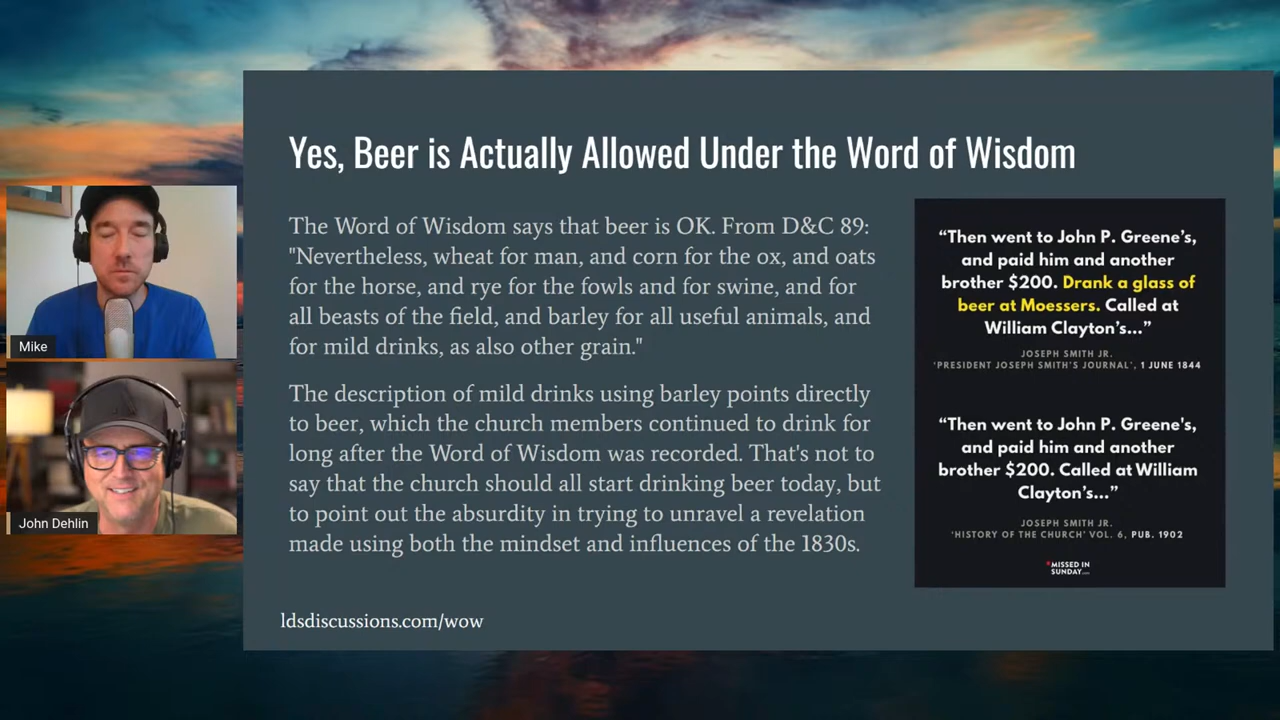 Yes, Beer is Actually Allowed Under the Word of Wisdom
The Word of Wisdom says that beer is OK. From D&C 89:
"Nevertheless, wheat for man, and corn for the ox, and oats
for the horse, and rye for the fowls and for swine, and for
all beasts of the field, and barley for all useful animals, and
for mild drinks, as also other grain."
The description of mild drinks using barley points directly
to beer, which the church members continued to drink for
long after the Word of Wisdom was recorded. That's not to
say that the church should all start drinking beer today, but
to point out the absurdity in trying to unravel a revelation
made using both the mindset and influences of the 1830s.
ldsdiscussions.com/wow
“Then went to John P. Greene’s,
and paid him and another
brother $200. Drank a glass of
beer at Moessers. Called at
William Clayton’s...”
JOSEPH SMITH JR.
‘PRESIDENT JOSEPH SMITH’S JOURNAL’, 1 JUNE 1844
“Then went to John P. Greene’s,
and paid him and another
brother $200. Called at William
Clayton’s...”
JOSEPH SMITH JR.
‘HISTORY OF THE CHURCH’ VOL. 6, PUB. 1902
MISSED IN
SUNDAY
Mike
John Dehlin